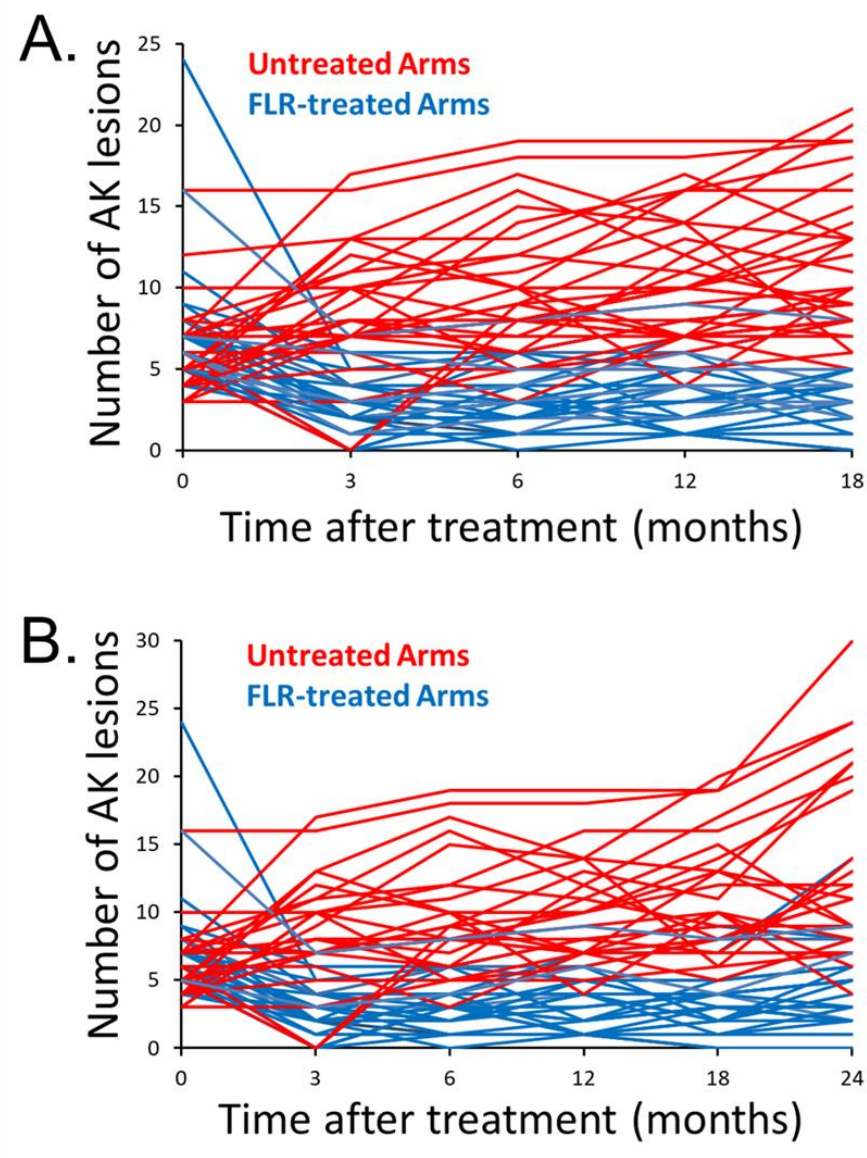 A.
Number of AK lesions
25
20
15
10
5
0
Untreated Arms
FLR-treated Arms
0 3 6 12 18
Time after treatment (months)
B.
Number of AK lesions
30
25
20
15
10
5
0
Untreated Arms
FLR-treated Arms
0 3 6 12 18 24
Time after treatment (months)